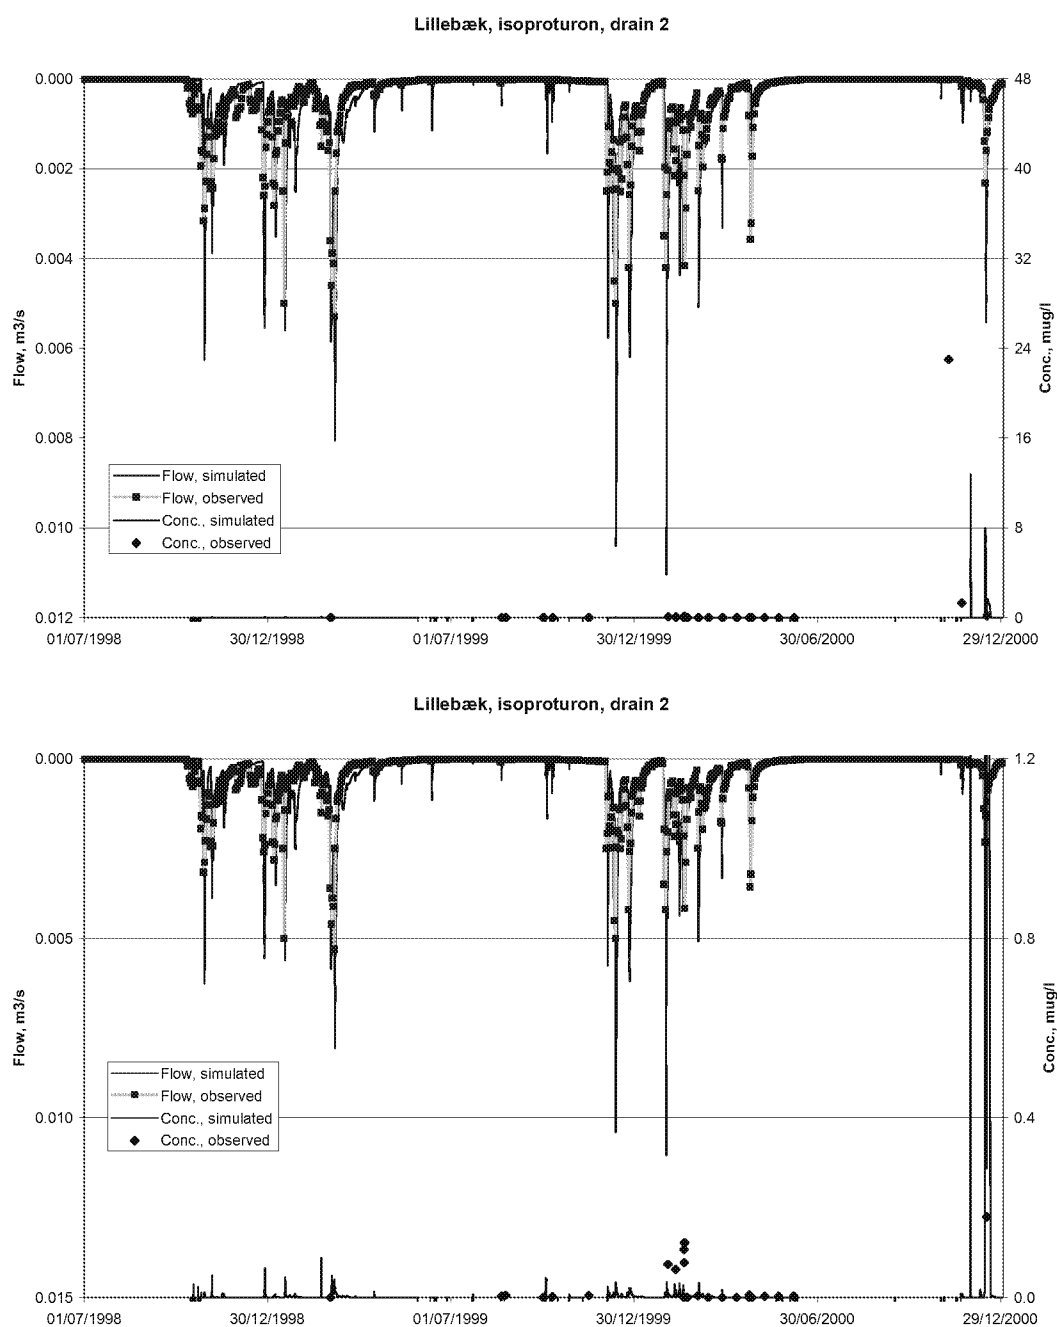 Lillebæk, isoproturon, drain 2
0.000
0.002
0.004
0.006
0.008
0.010
0.012
Flow, m3/s
48
40
32
24
16
8
0
Conc., mug/l
Flow, simulated
Flow, observed
Conc., simulated
Conc., observed
01/07/1998 30/12/1998 01/07/1999 30/12/1999 30/06/2000 29/12/2000
Lillebæk, isoproturon, drain 2
0.000
0.005
0.010
0.015
Flow, m3/s
1.2
0.8
0.4
0.0
Conc., mug/l
Flow, simulated
Flow, observed
Conc., simulated
Conc., observed
01/07/1998 30/12/1998 01/07/1999 30/12/1999 30/06/2000 29/12/2000